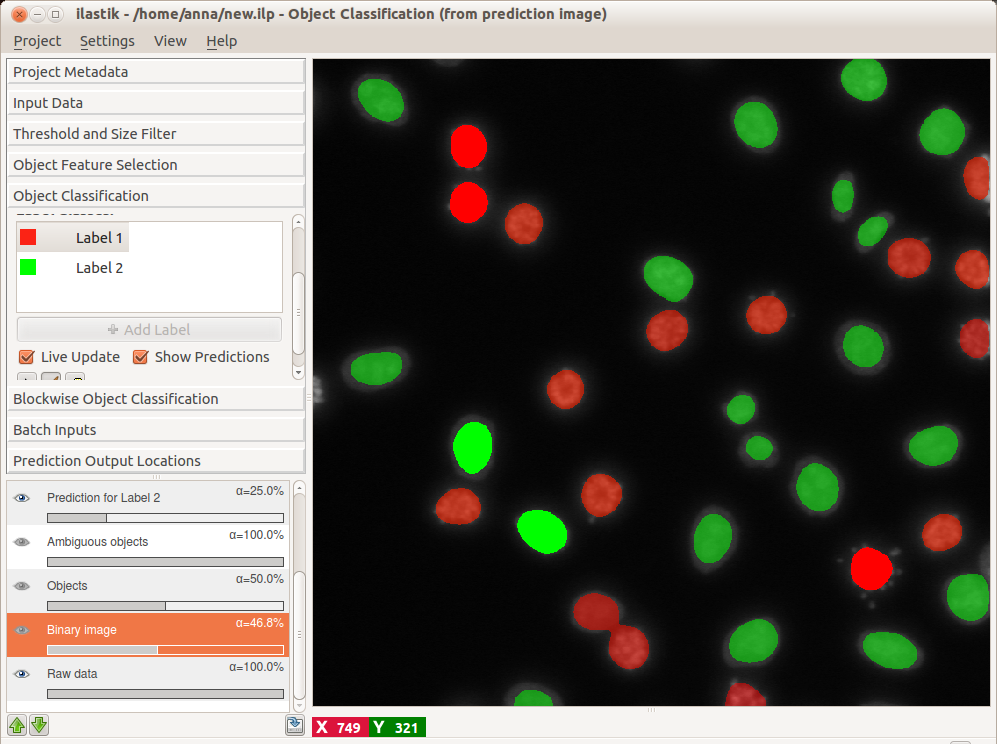 ilastik - /home/anna/new.ilp - Object Classification (from prediction image)
Project Settings View Help
Project Metadata
Input Data
Threshold and Size Filter
Object Feature Selection
Object Classification
Label 1
Label 2
Add Label
Live Update Show Predictions
Blockwise Object Classification
Batch Inputs
Prediction Output Locations
Prediction for Label 2 α=25.0%
Ambiguous objects α=100.0%
Objects α=50.0%
Binary image α=46.8%
Raw data α=100.0%
X 749 Y 321